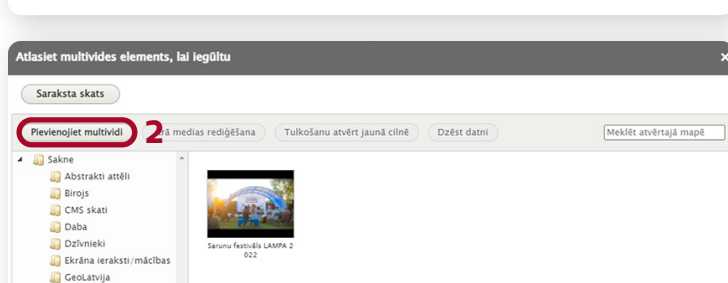 Atlasiet multivides elements, lai iegūltu
Saraksta skats
Pievienojiet multividi 2 medias rediģēšana Tulkošanu atvērt jaunā cilnē Dzēst datni Meklēt atvērtajā mapē
Sakne
Abstrakti attēli
Birojs
CMS skati
Daba
Dzīvnieki
Ekrāna ieraksti/mācības
GeoLatvija
Sarunu festivāls LAMPA 2
022